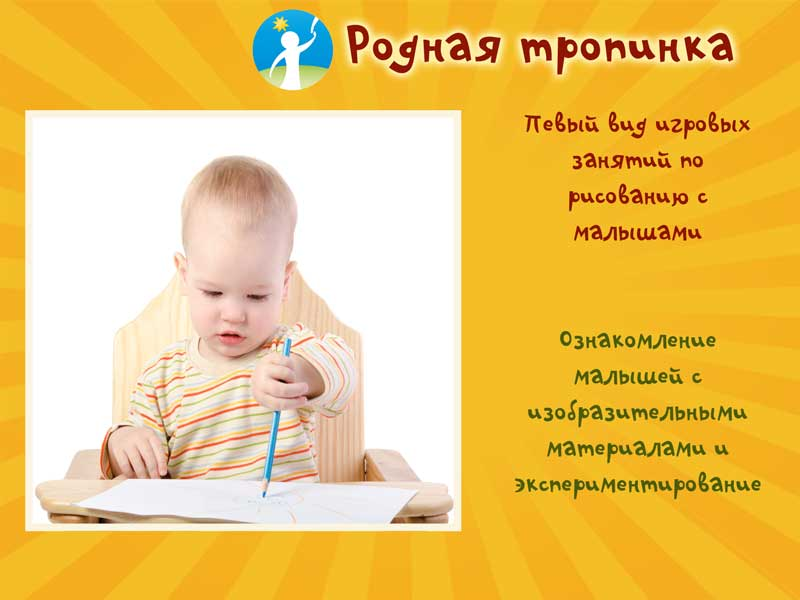 Родная тропинка
Певый вид игровых
занятий по
рисованию с
малышами
Ознакомление
малышей с
изобразительными
материалами и
экспериментирование